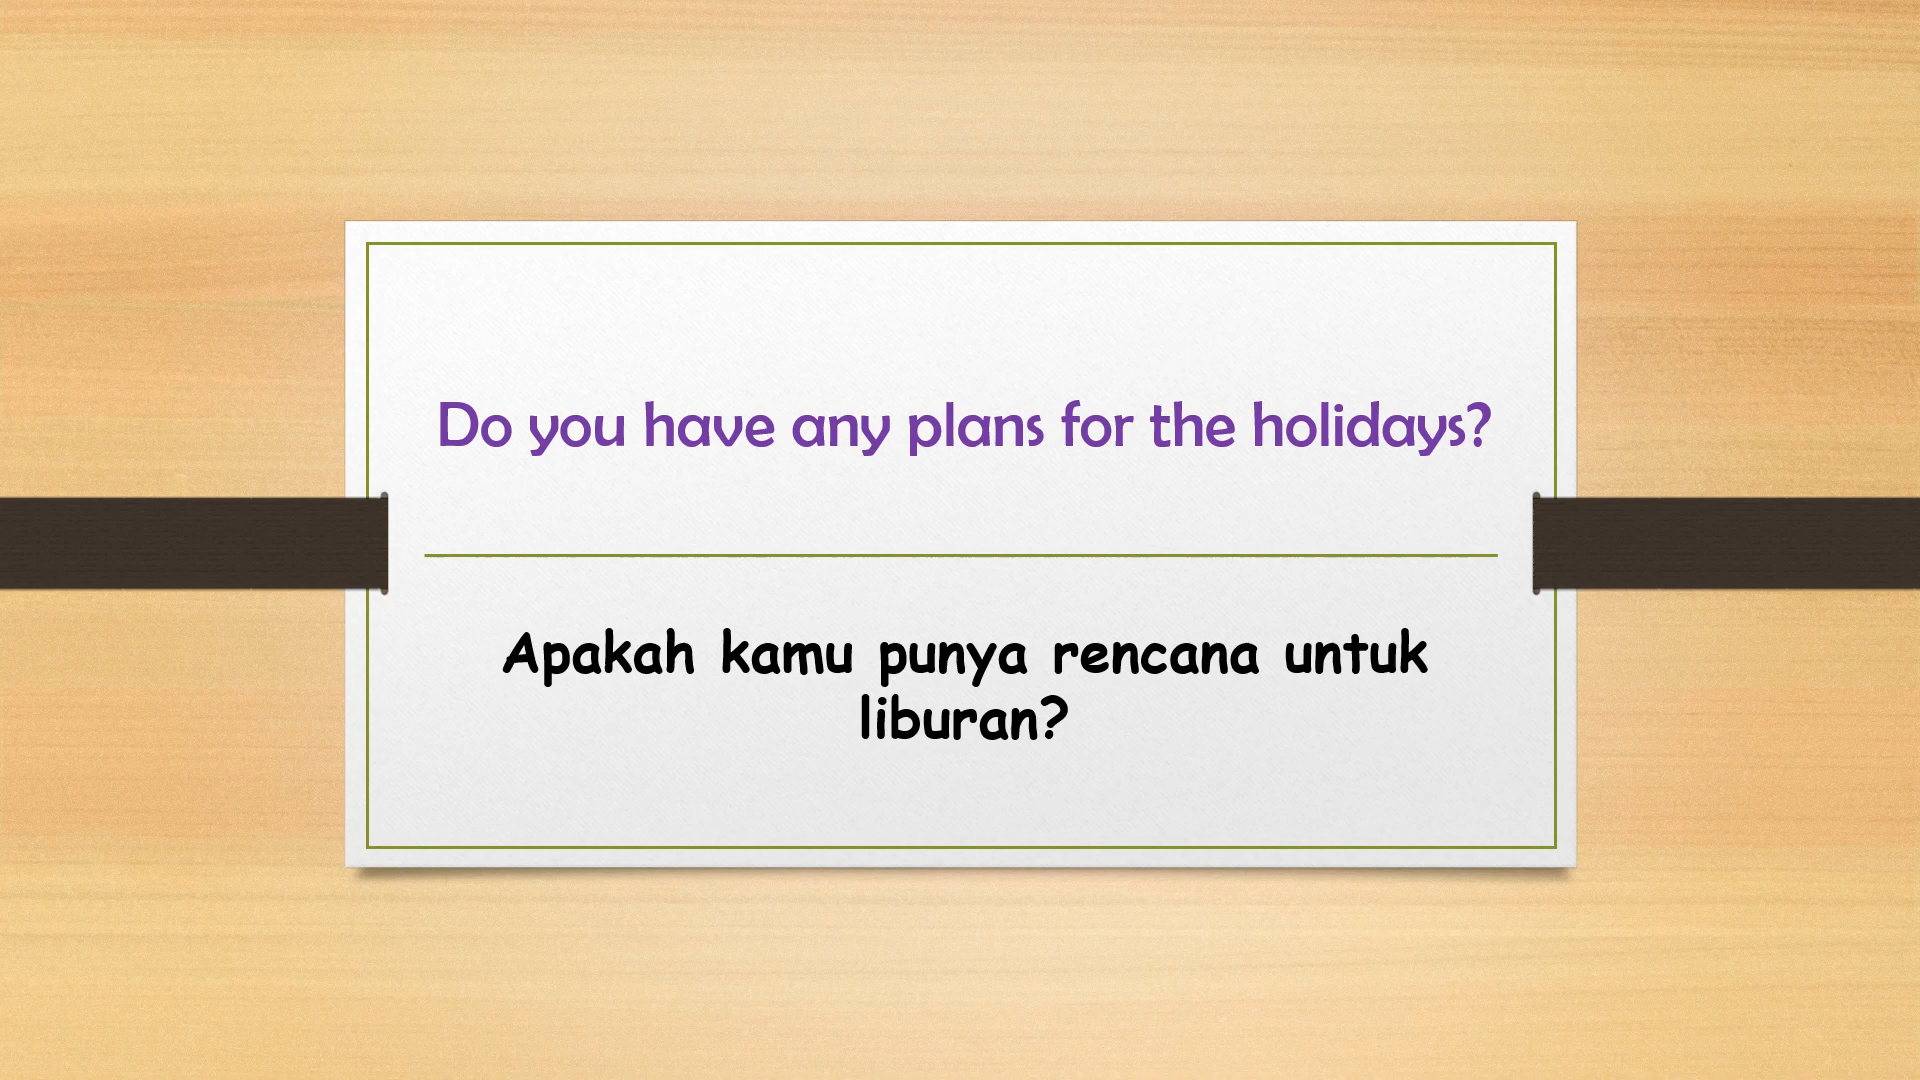 Do you have any plans for the holidays?
Apakah kamu punya rencana untuk
liburan?